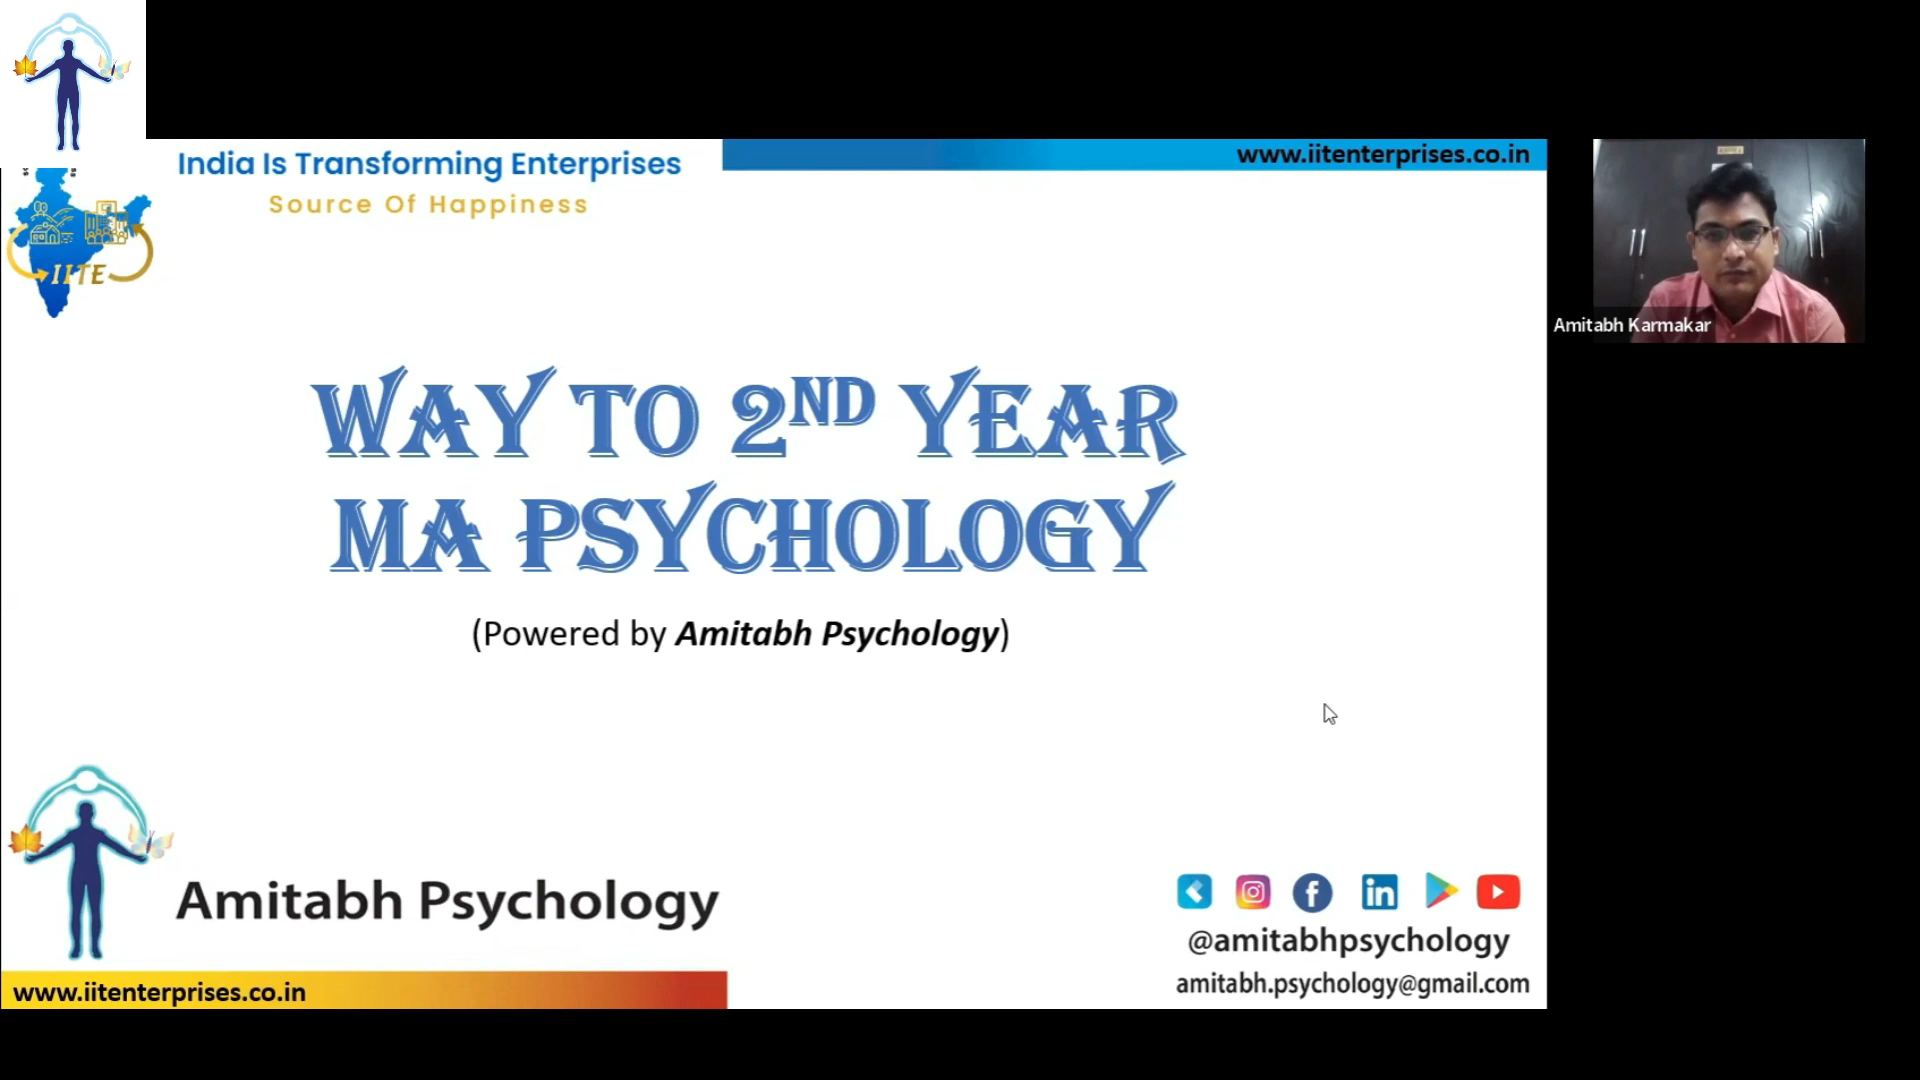 India Is Transforming Enterprises
Source Of Happiness
www.iitenterprises.co.in
IITE
Amitabh Karmakar
WAY TO 2ND YEAR
MA PSYCHOLOGY
(Powered by Amitabh Psychology)
Amitabh Psychology
@amitabhpsychology
amitabh.psychology@gmail.com
www.iitenterprises.co.in